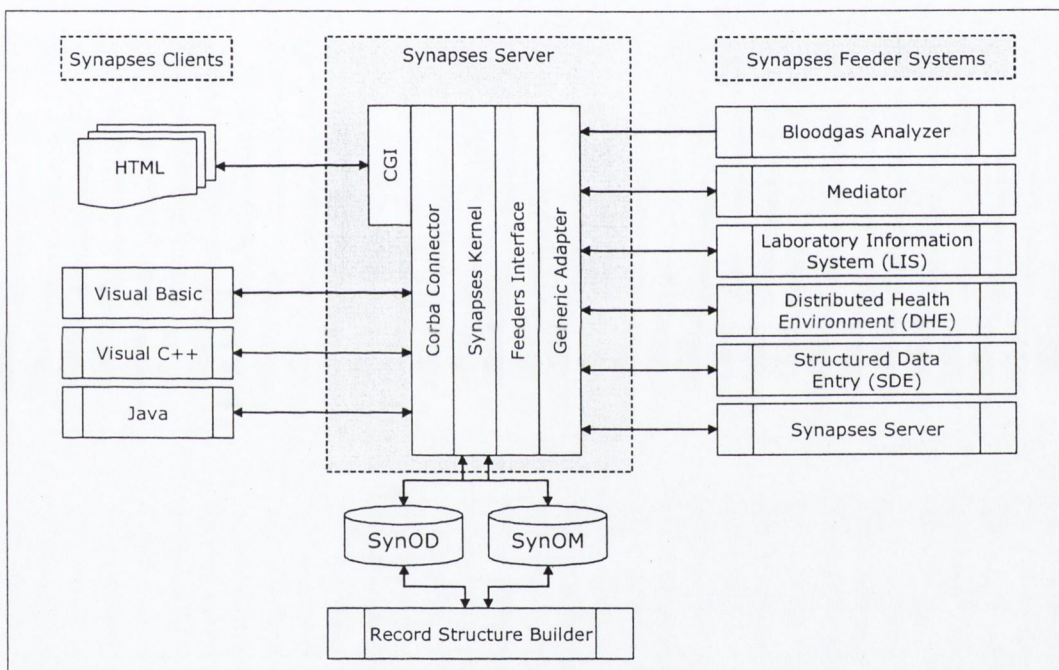 Synapses Clients
Synapses Server
Synapses Feeder Systems
HTML
Visual Basic
Visual C++
Java
CGI
Corba Connector
Synapses Kernel
Feeders Interface
Generic Adapter
Bloodgas Analyzer
Mediator
Laboratory Information
System (LIS)
Distributed Health
Environment (DHE)
Structured Data
Entry (SDE)
Synapses Server
SynOD
SynOM
Record Structure Builder